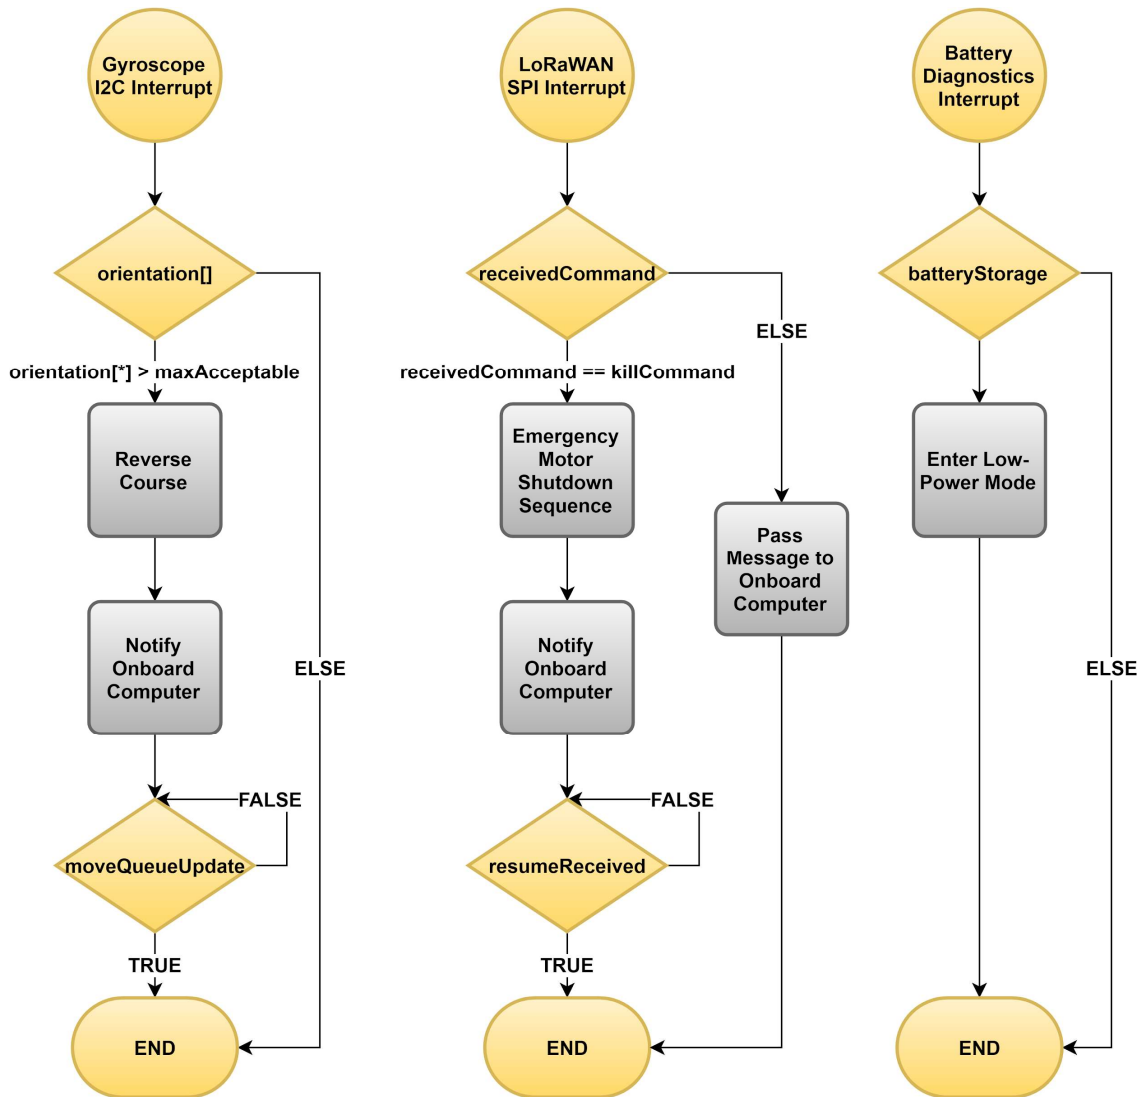 Gyroscope
I2C Interrupt
orientation[]
orientation[*] > maxAcceptable
Reverse
Course
Notify
Onboard
Computer
ELSE
FALSE
moveQueueUpdate
TRUE
END
LoRaWAN
SPI Interrupt
receivedCommand
ELSE
receivedCommand == killCommand
Emergency
Motor
Shutdown
Sequence
Pass
Message to
Onboard
Computer
Notify
Onboard
Computer
FALSE
resumeReceived
TRUE
END
Battery
Diagnostics
Interrupt
batteryStorage
Enter Low-
Power Mode
ELSE
END